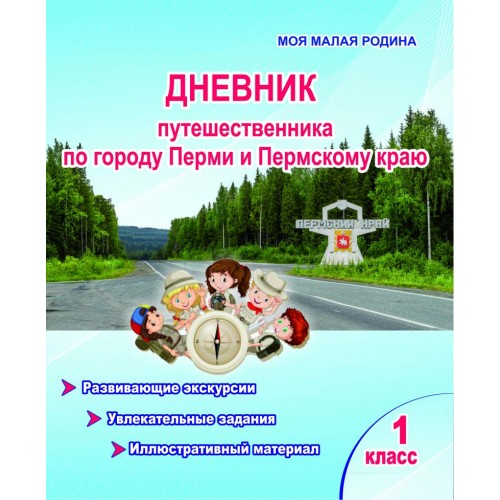 МОЯ МАЛАЯ РОДИНА
ДНЕВНИК
путешественника
по городу Перми и Пермскому краю
ПЕРМСКИЙ КРАЙ
Развивающие экскурсии
Увлекательные задания
Иллюстративный материал
1
класс